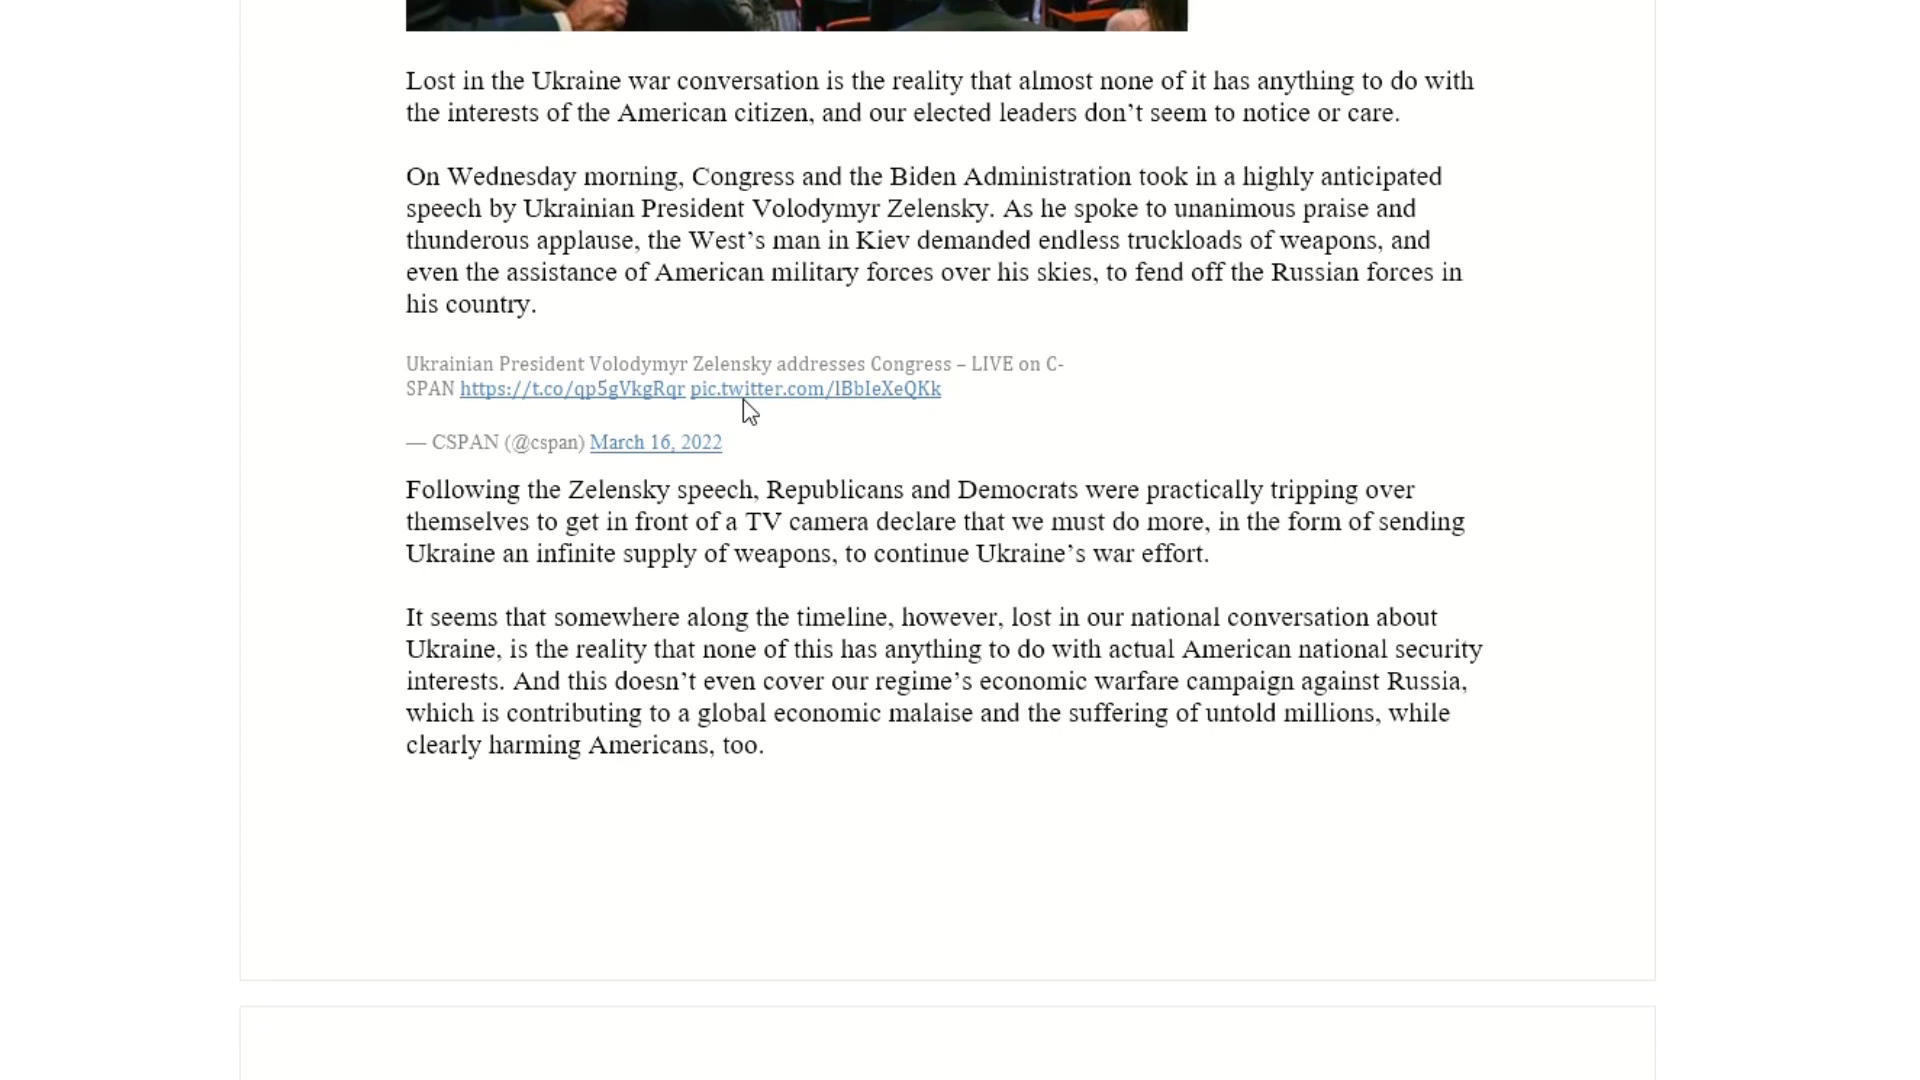 Lost in the Ukraine war conversation is the reality that almost none of it has anything to do with
the interests of the American citizen, and our elected leaders don’t seem to notice or care.
On Wednesday morning, Congress and the Biden Administration took in a highly anticipated
speech by Ukrainian President Volodymyr Zelensky. As he spoke to unanimous praise and
thunderous applause, the West’s man in Kiev demanded endless truckloads of weapons, and
even the assistance of American military forces over his skies, to fend off the Russian forces in
his country.
Ukrainian President Volodymyr Zelensky addresses Congress – LIVE on C-
SPAN https://t.co/qp5gVkgRqr pic.twitter.com/lBbIeXeQKk
— CSPAN (@cspan) March 16, 2022
Following the Zelensky speech, Republicans and Democrats were practically tripping over
themselves to get in front of a TV camera declare that we must do more, in the form of sending
Ukraine an infinite supply of weapons, to continue Ukraine’s war effort.
It seems that somewhere along the timeline, however, lost in our national conversation about
Ukraine, is the reality that none of this has anything to do with actual American national security
interests. And this doesn’t even cover our regime’s economic warfare campaign against Russia,
which is contributing to a global economic malaise and the suffering of untold millions, while
clearly harming Americans, too.